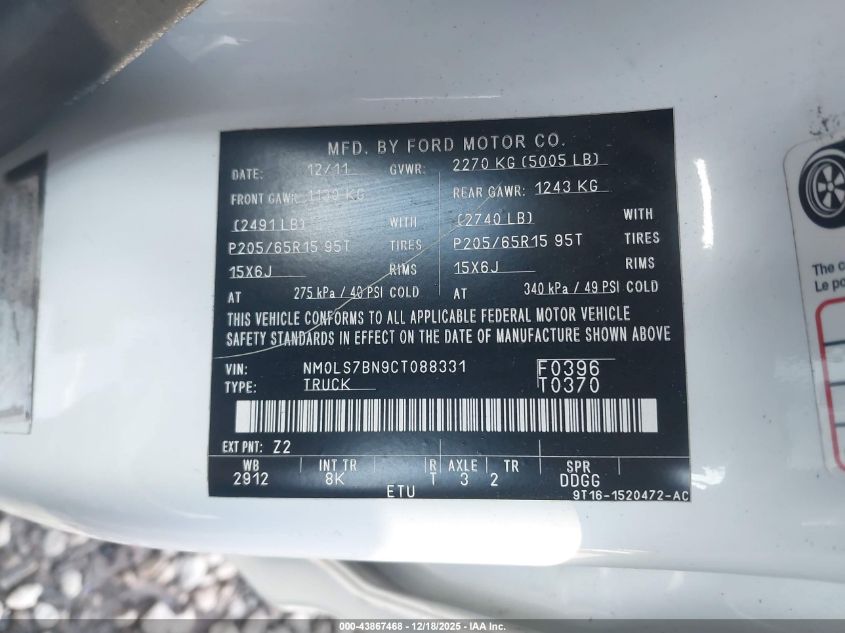 MFD. BY FORD MOTOR CO.
DATE: 12/11 GVWR: 2270 KG (5005 LB)
FRONT GAWR: 1130 KG REAR GAWR: 1243 KG
(2491 LB) WITH (2740 LB) WITH
P205/65R15 95T TIRES P205/65R15 95T TIRES
15X6J RIMS 15X6J RIMS
AT 275 kPa / 40 PSI COLD AT 340 kPa / 49 PSI COLD
THIS VEHICLE CONFORMS TO ALL APPLICABLE FEDERAL MOTOR VEHICLE
SAFETY STANDARDS IN EFFECT ON THE DATE OF MANUFACTURE SHOWN ABOVE
VIN: NM0LS7BN9CT088331 F0396
TYPE: TRUCK T0370
EXT PNT: Z2
WB INT TR R AXLE TR SPR
2912 8K T 3 2 DDGG
ETU 9T16-1520472-AC
The c
Le po
000-43867468 - 12/18/2025 - IAA Inc.